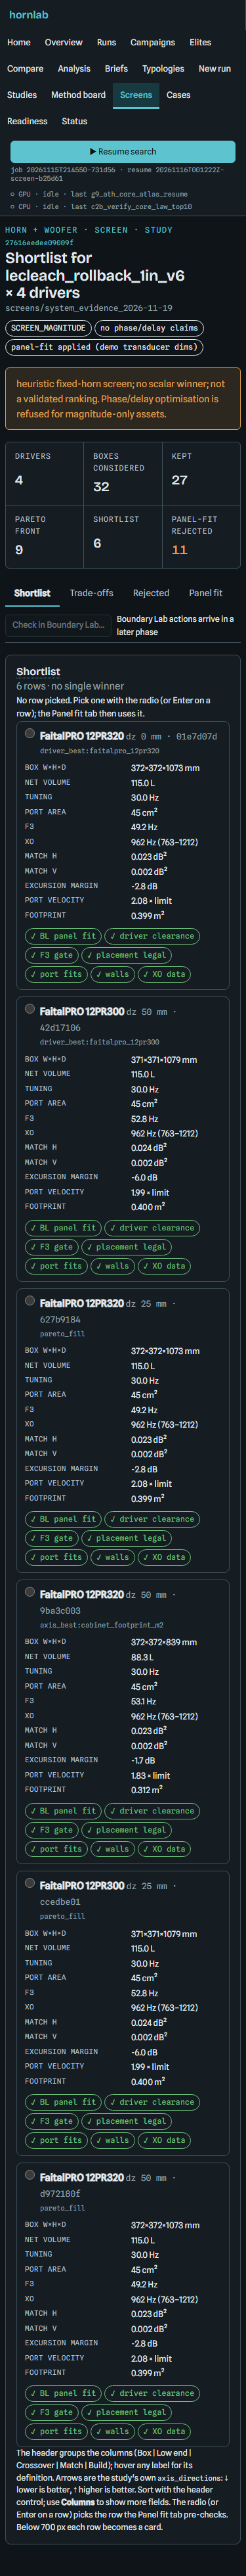 hornlab
Home Overview Runs Campaigns Elites
Compare Analysis Briefs Typologies New run
Studies Method board Screens Cases
Readiness Status
▶ Resume search
job 20261115T214550-731d56 · resume 20261116T001222Z-
screen-b25d61
GPU · idle · last g9_ath_core_atlas_resume
CPU · idle · last c2b_verify_core_law_top10
HORN + WOOFER · SCREEN · STUDY
27616eedee09009f
Shortlist for
lecleach_rollback_1in_v6
× 4 drivers
screens/system_evidence_2026-11-19
SCREEN_MAGNITUDE no phase/delay claims
panel-fit applied (demo transducer dims)
heuristic fixed-horn screen; no scalar winner; not
a validated ranking. Phase/delay optimisation is
refused for magnitude-only assets.
DRIVERS
4
BOXES CONSIDERED
32
KEPT
27
PARETO FRONT
9
SHORTLIST
6
PANEL-FIT REJECTED
11
Shortlist Trade-offs Rejected Panel fit
Check in Boundary Lab… Boundary Lab actions arrive in a
later phase
Shortlist
6 rows · no single winner
No row picked. Pick one with the radio (or Enter on a
row); the Panel fit tab then uses it.
FaitalPRO 12PR320 dz 0 mm · 01e7d07d
driver_best:faitalpro_12pr320
BOX W×H×D 372×372×1073 mm
NET VOLUME 115.0 L
TUNING 30.0 Hz
PORT AREA 45 cm²
F3 49.2 Hz
XO 962 Hz (763–1212)
MATCH H 0.023 dB²
MATCH V 0.002 dB²
EXCURSION MARGIN -2.8 dB
PORT VELOCITY 2.08 × limit
FOOTPRINT 0.399 m²
✓ BL panel fit ✓ driver clearance
✓ F3 gate ✓ placement legal
✓ port fits ✓ walls ✓ XO data
FaitalPRO 12PR300 dz 50 mm ·
42d17106
driver_best:faitalpro_12pr300
BOX W×H×D 371×371×1079 mm
NET VOLUME 115.0 L
TUNING 30.0 Hz
PORT AREA 45 cm²
F3 52.8 Hz
XO 962 Hz (763–1212)
MATCH H 0.024 dB²
MATCH V 0.002 dB²
EXCURSION MARGIN -6.0 dB
PORT VELOCITY 1.99 × limit
FOOTPRINT 0.400 m²
✓ BL panel fit ✓ driver clearance
✓ F3 gate ✓ placement legal
✓ port fits ✓ walls ✓ XO data
FaitalPRO 12PR320 dz 25 mm ·
627b9184
pareto_fill
BOX W×H×D 372×372×1073 mm
NET VOLUME 115.0 L
TUNING 30.0 Hz
PORT AREA 45 cm²
F3 49.2 Hz
XO 962 Hz (763–1212)
MATCH H 0.023 dB²
MATCH V 0.002 dB²
EXCURSION MARGIN -2.8 dB
PORT VELOCITY 2.08 × limit
FOOTPRINT 0.399 m²
✓ BL panel fit ✓ driver clearance
✓ F3 gate ✓ placement legal
✓ port fits ✓ walls ✓ XO data
FaitalPRO 12PR320 dz 50 mm ·
9ba3c003
axis_best:cabinet_footprint_m2
BOX W×H×D 372×372×839 mm
NET VOLUME 88.3 L
TUNING 30.0 Hz
PORT AREA 45 cm²
F3 53.1 Hz
XO 962 Hz (763–1212)
MATCH H 0.023 dB²
MATCH V 0.002 dB²
EXCURSION MARGIN -1.7 dB
PORT VELOCITY 1.83 × limit
FOOTPRINT 0.312 m²
✓ BL panel fit ✓ driver clearance
✓ F3 gate ✓ placement legal
✓ port fits ✓ walls ✓ XO data
FaitalPRO 12PR300 dz 25 mm ·
ccedbe01
pareto_fill
BOX W×H×D 371×371×1079 mm
NET VOLUME 115.0 L
TUNING 30.0 Hz
PORT AREA 45 cm²
F3 52.8 Hz
XO 962 Hz (763–1212)
MATCH H 0.024 dB²
MATCH V 0.002 dB²
EXCURSION MARGIN -6.0 dB
PORT VELOCITY 1.99 × limit
FOOTPRINT 0.400 m²
✓ BL panel fit ✓ driver clearance
✓ F3 gate ✓ placement legal
✓ port fits ✓ walls ✓ XO data
FaitalPRO 12PR320 dz 50 mm ·
d972180f
pareto_fill
BOX W×H×D 372×372×1073 mm
NET VOLUME 115.0 L
TUNING 30.0 Hz
PORT AREA 45 cm²
F3 49.2 Hz
XO 962 Hz (763–1212)
MATCH H 0.023 dB²
MATCH V 0.002 dB²
EXCURSION MARGIN -2.8 dB
PORT VELOCITY 2.08 × limit
FOOTPRINT 0.399 m²
✓ BL panel fit ✓ driver clearance
✓ F3 gate ✓ placement legal
✓ port fits ✓ walls ✓ XO data
The header groups the columns (Box | Low end |
Crossover | Match | Build); hover any label for its
definition. Arrows are the study's own axis_directions: ↓
lower is better, ↑ higher is better. Sort with the header
control; use Columns to show more fields. The radio (or
Enter on a row) picks the row the Panel fit tab pre-checks.
Below 700 px each row becomes a card.